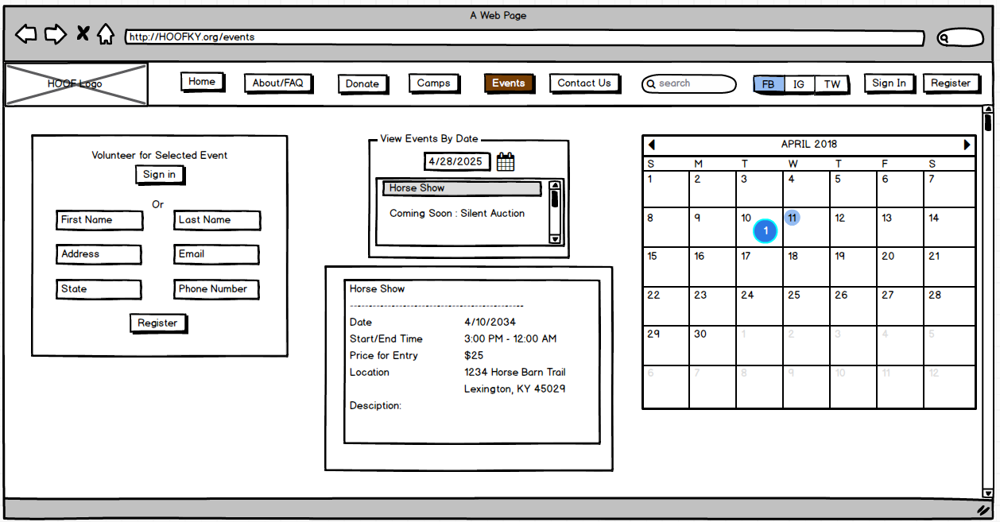 A Web Page
http://HOOFKY.org/events
HOOF Logo
Home
About/FAQ
Donate
Camps
Events
Contact Us
search
FB IG TW
Sign In
Register
Volunteer for Selected Event
Sign in
Or
First Name
Last Name
Address
Email
State
Phone Number
Register
View Events By Date
4/28/2025
Horse Show
Coming Soon : Silent Auction
Horse Show
--------------------------------------------
Date 4/10/2034
Start/End Time 3:00 PM - 12:00 AM
Price for Entry $25
Location 1234 Horse Barn Trail
Lexington, KY 45029
Desciption:
APRIL 2018
S M T W T F S
1 2 3 4 5 6 7
8 9 10 11 12 13 14
1
15 16 17 18 19 20 21
22 23 24 25 26 27 28
29 30 1 2 3 4 5
6 7 8 9 10 11 12